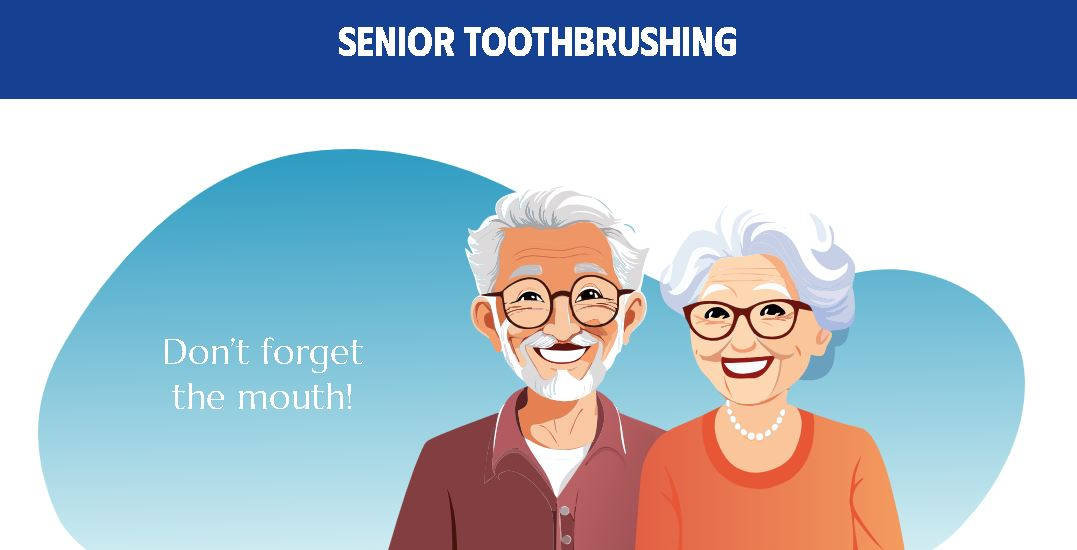 SENIOR TOOTHBRUSHING
Don't forget
the mouth!